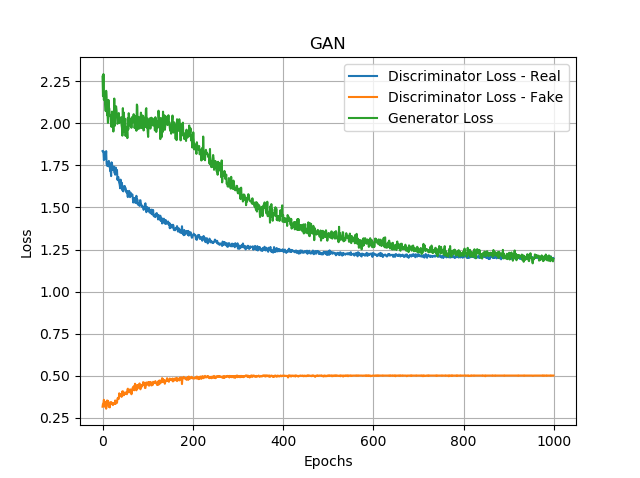 GAN
Discriminator Loss - Real
Discriminator Loss - Fake
Generator Loss
Loss
2.25
2.00
1.75
1.50
1.25
1.00
0.75
0.50
0.25
0 200 400 600 800 1000
Epochs